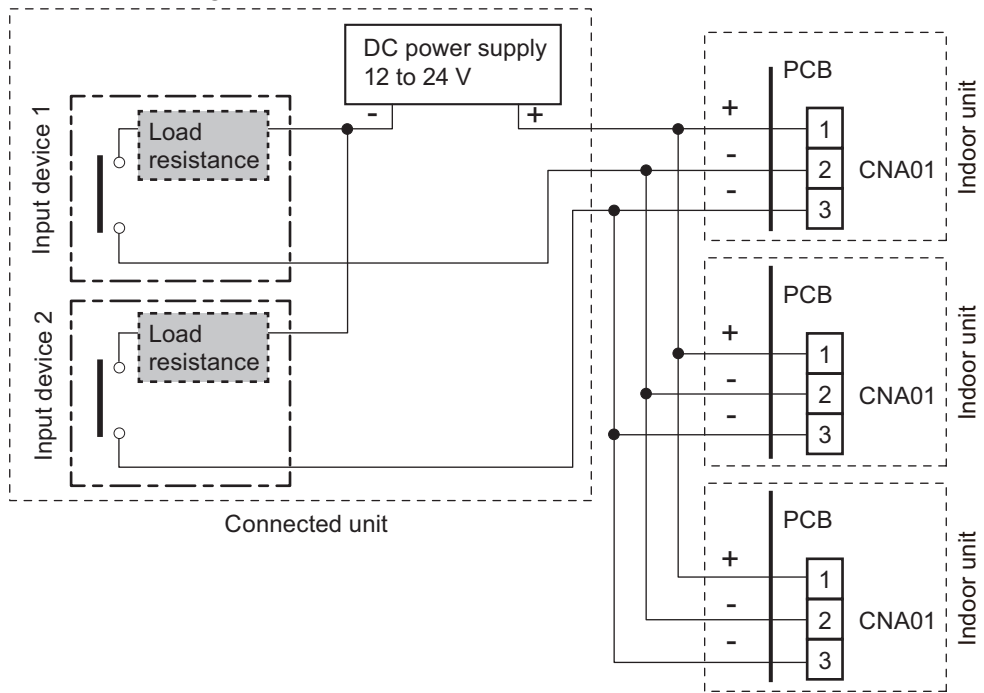 DC power supply
12 to 24 V
-
+
Input device 1
Load
resistance
Input device 2
Load
resistance
Connected unit
PCB
+
-
-
1
2
3
CNA01
Indoor unit
PCB
+
-
-
1
2
3
CNA01
Indoor unit
PCB
+
-
-
1
2
3
CNA01
Indoor unit